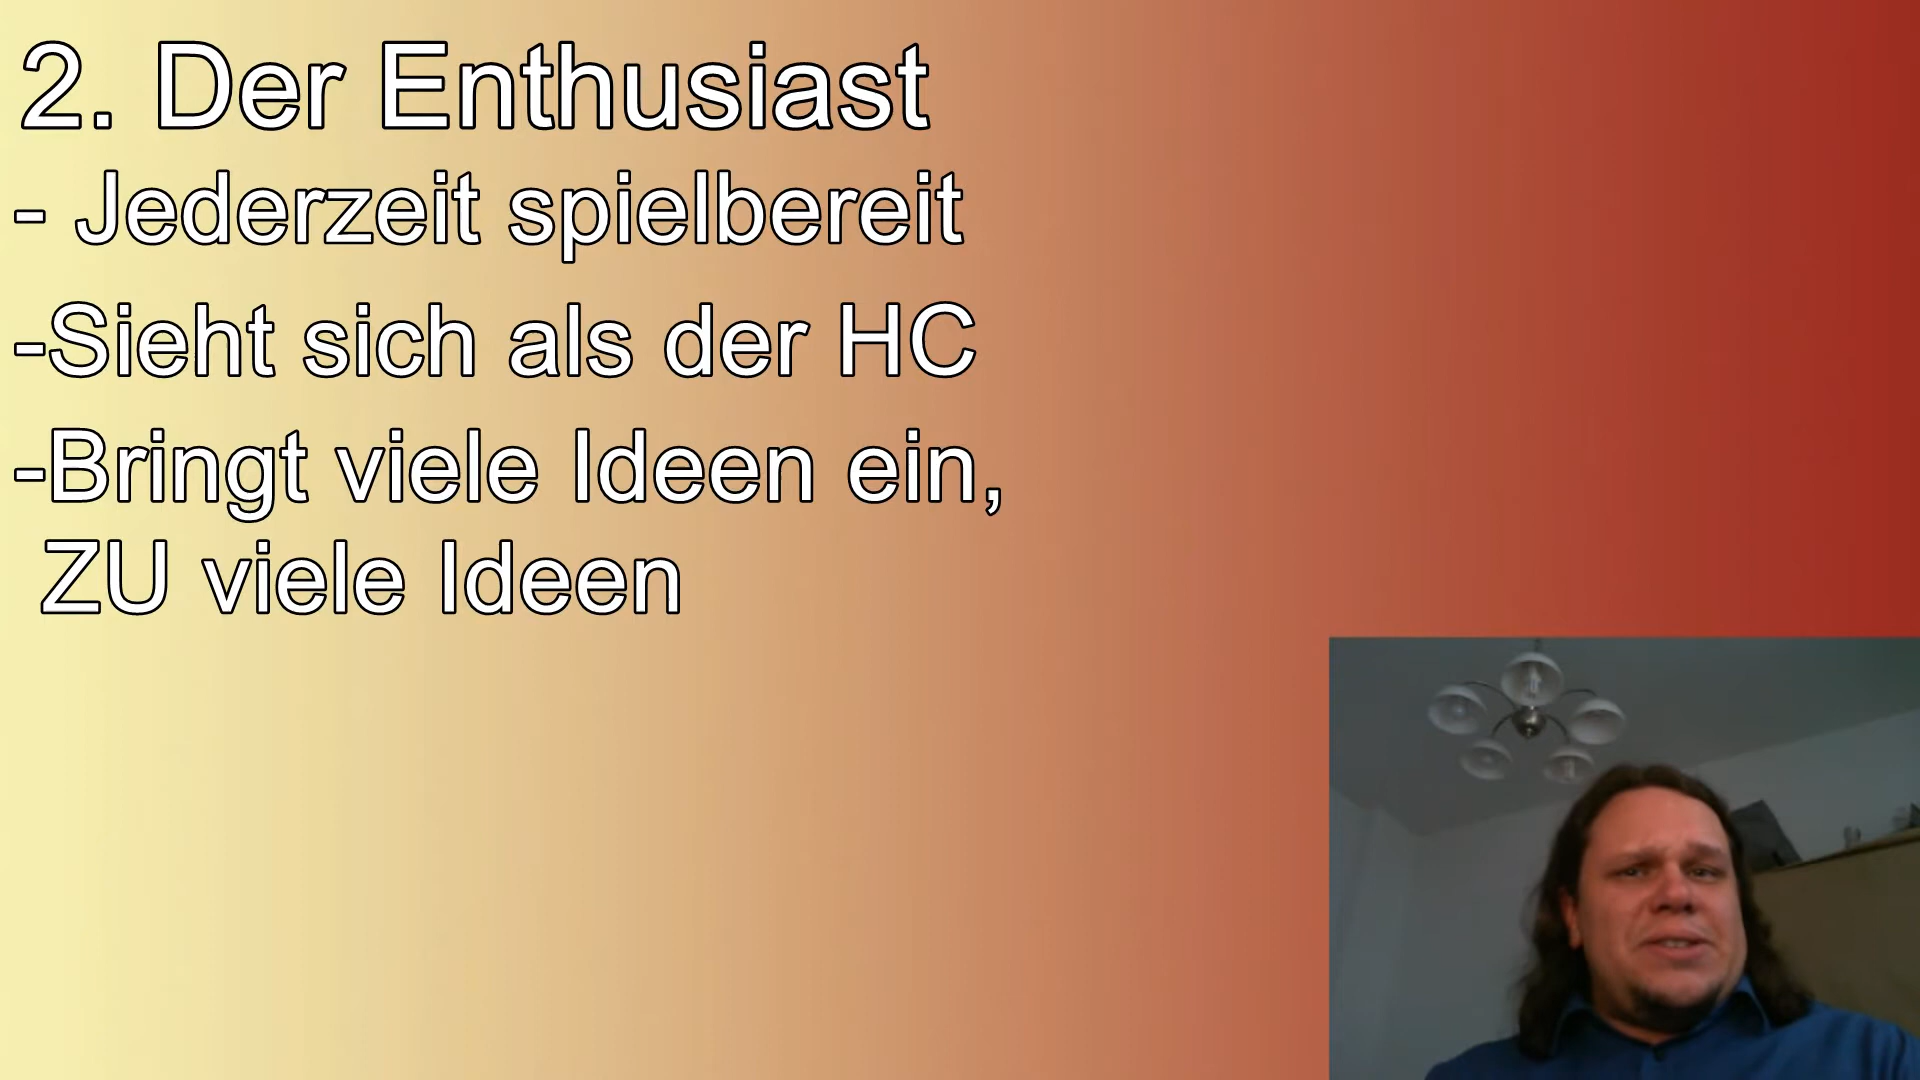 2. Der Enthusiast
- Jederzeit spielbereit
-Sieht sich als der HC
-Bringt viele Ideen ein,
ZU viele Ideen